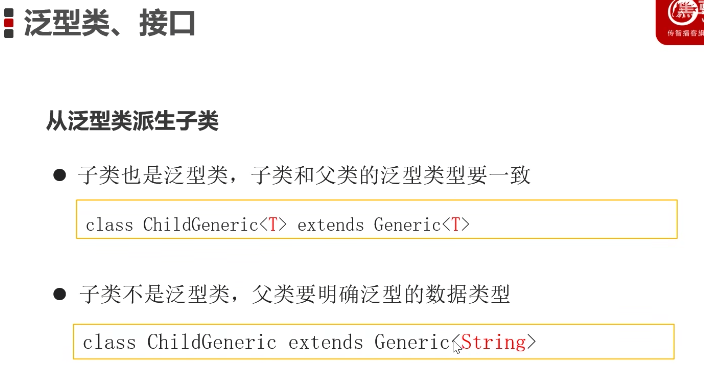 泛型类、接口
传智播客旗
从泛型类派生子类
子类也是泛型类，子类和父类的泛型类型要一致
class ChildGeneric<T> extends Generic<T>
子类不是泛型类，父类要明确泛型的数据类型
class ChildGeneric extends Generic<String>